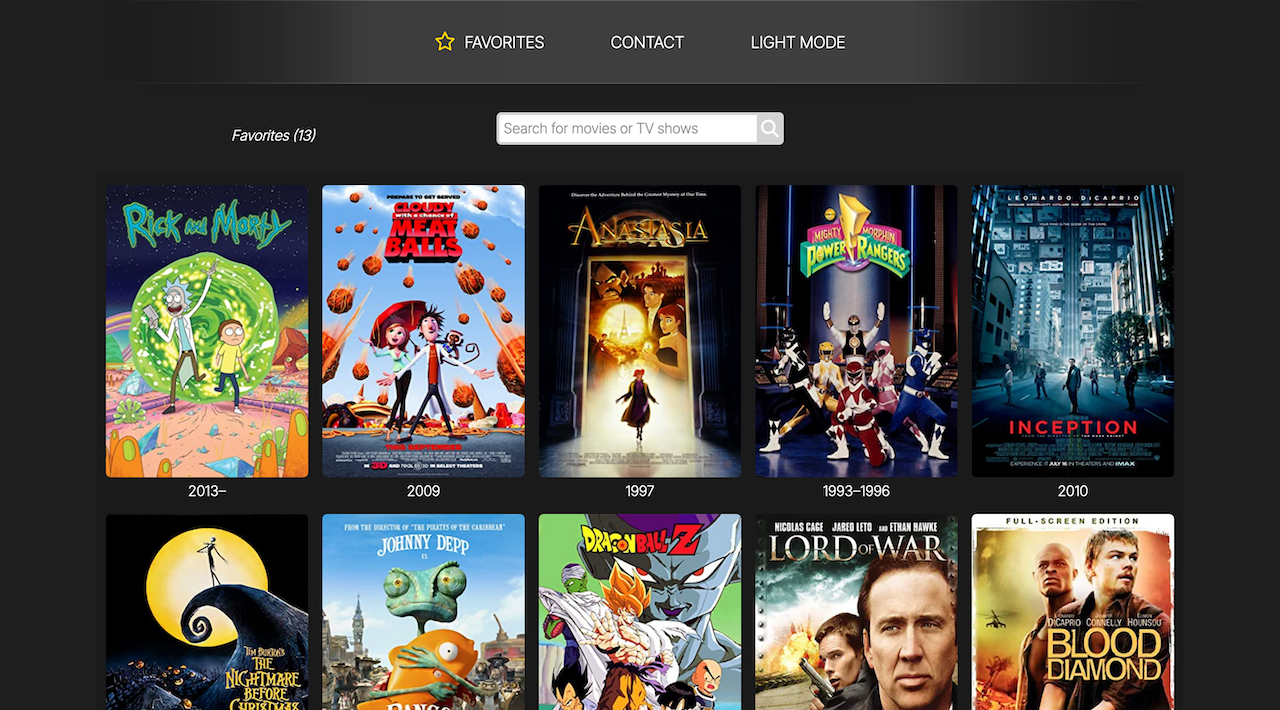 FAVORITES
CONTACT
LIGHT MODE
Favorites (13)
Search for movies or TV shows
RICK AND MORTY
PREPARE TO GET SERVED
CLOUDY
with a chance of
MEAT
BALLS
IN 3D AND IN SELECT THEATERS
Discover the Adventure Behind the Greatest Mystery of Our Time.
ANASTASIA
MIGHTY MORPHIN
POWER RANGERS
LEONARDO DICAPRIO
YOUR MIND IS THE SCENE OF THE CRIME
INCEPTION
FROM THE DIRECTOR OF THE DARK KNIGHT
EXPERIENCE IT JULY 16 IN THEATERS AND IMAX
2013–
2009
1997
1993–1996
2010
TIM BURTON'S
THE
NIGHTMARE
BEFORE
CHRISTMAS
FROM THE DIRECTOR OF "THE PIRATES OF THE CARIBBEAN"
JOHNNY DEPP
IS
RANGO
DRAGON BALL Z
NICOLAS CAGE JARED LETO AND ETHAN HAWKE
LORD OF WAR
FULL-SCREEN EDITION
LEONARDO DICAPRIO
CONNELLY
HOUNSOU
BLOOD
DIAMOND